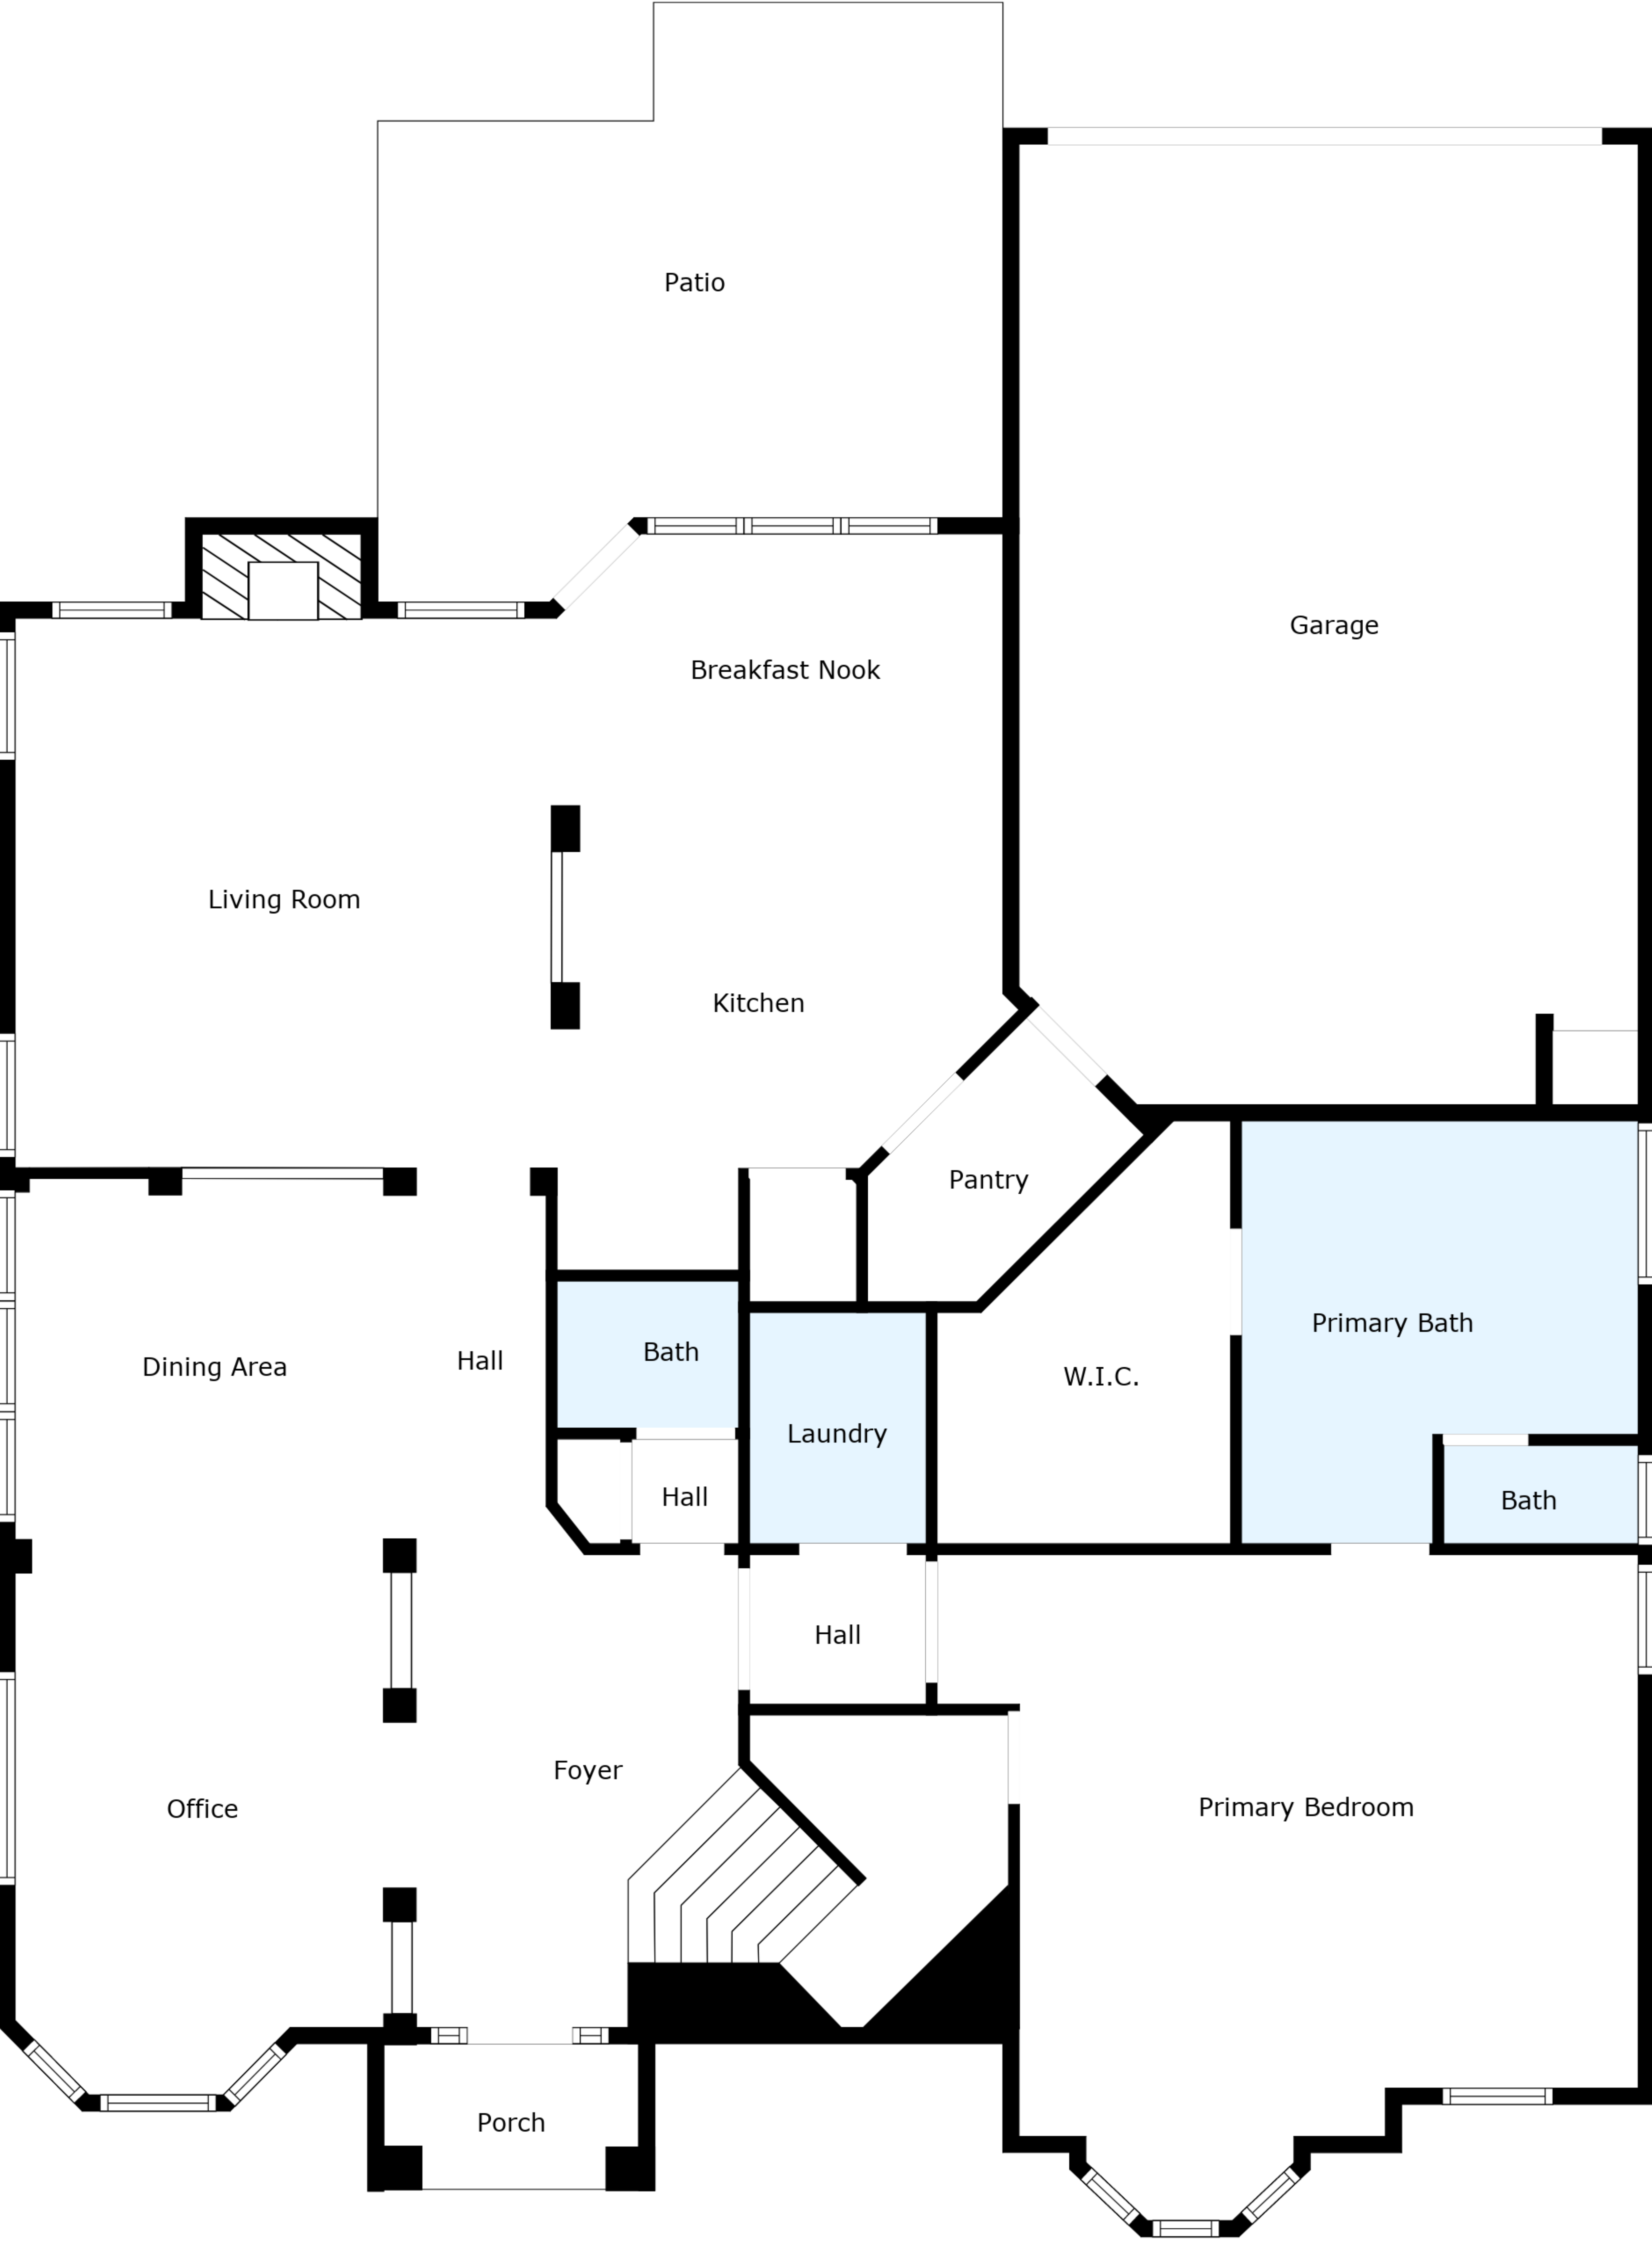 Patio
Garage
Breakfast Nook
Living Room
Kitchen
Pantry
Primary Bath
Bath
Hall
Dining Area
W.I.C.
Laundry
Hall
Bath
Hall
Foyer
Primary Bedroom
Office
Porch